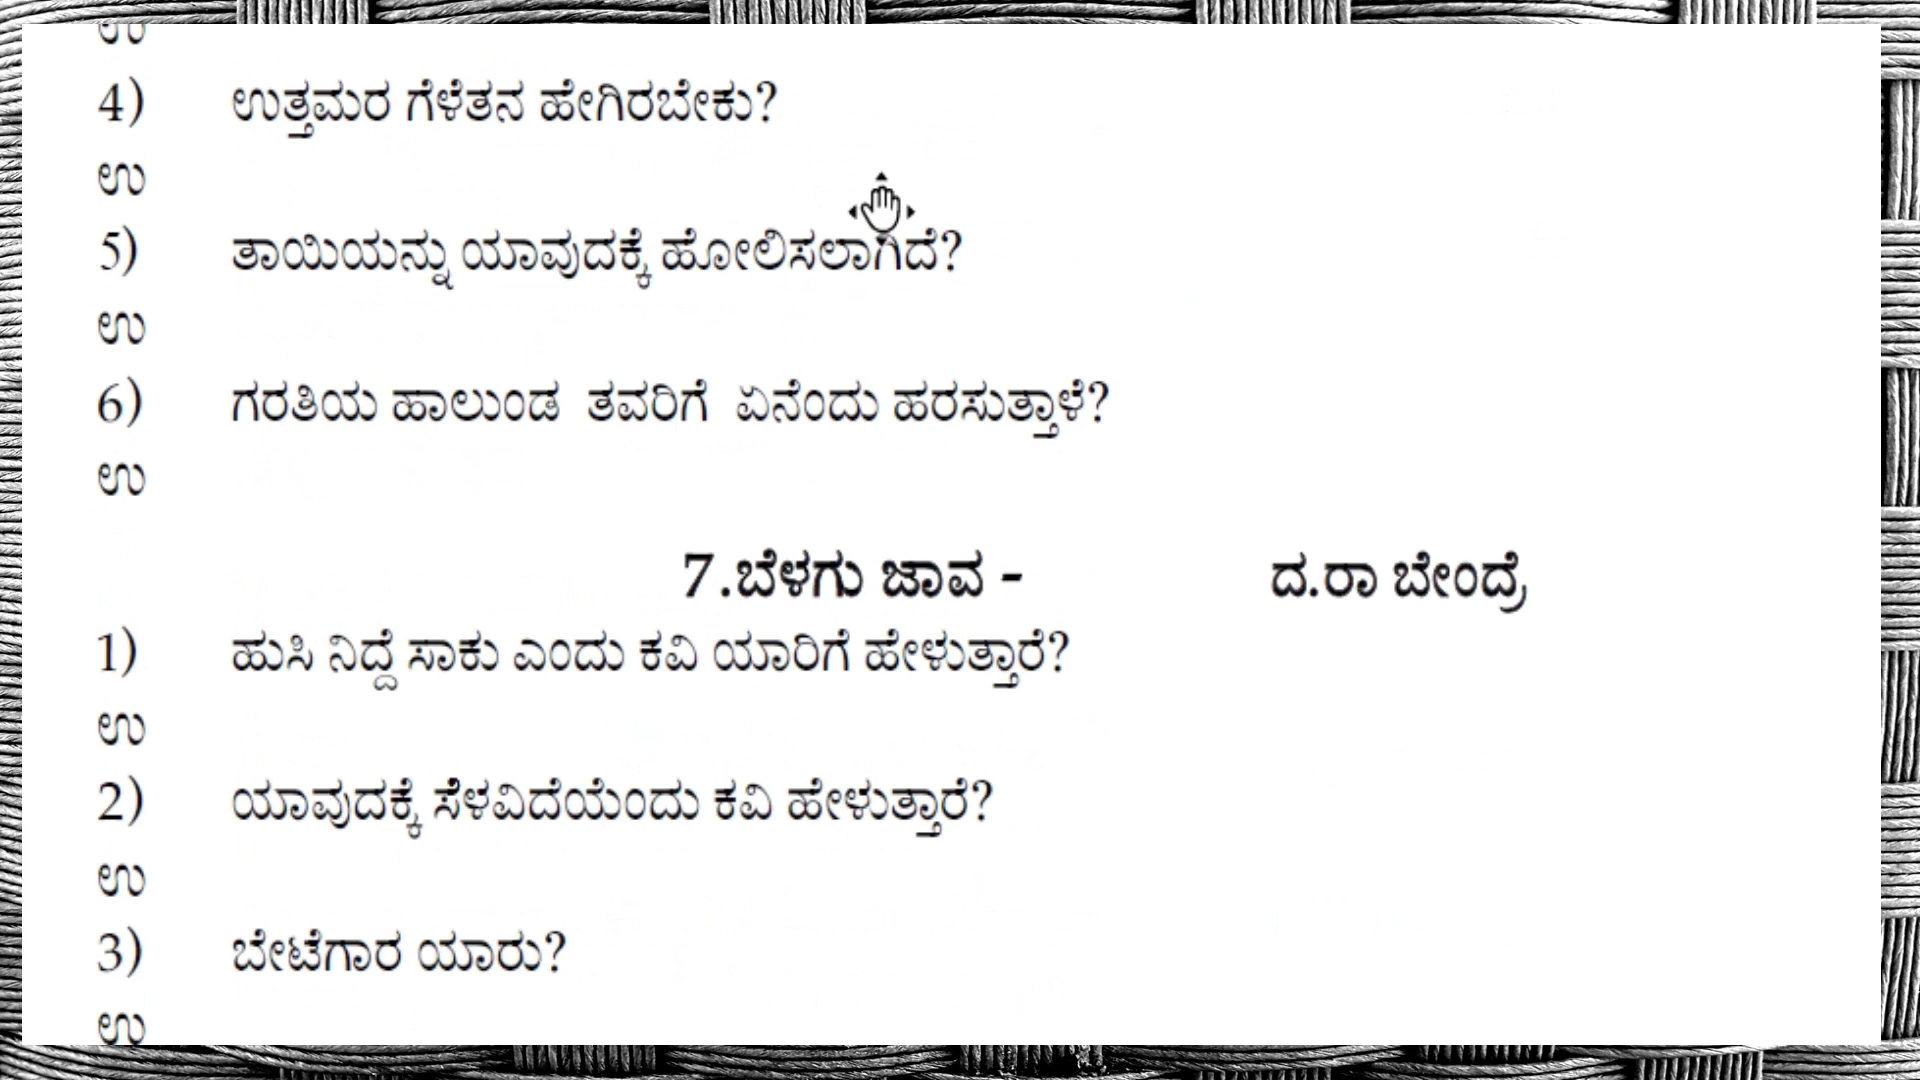 ಉ
4) ಉತ್ತಮರ ಗೆಳೆತನ ಹೇಗಿರಬೇಕು?
ಉ
5) ತಾಯಿಯನ್ನು ಯಾವುದಕ್ಕೆ ಹೋಲಿಸಲಾಗಿದೆ?
ಉ
6) ಗರತಿಯ ಹಾಲುಂಡ ತವರಿಗೆ ಏನೆಂದು ಹರಸುತ್ತಾಳೆ?
ಉ
7.ಬೆಳಗು ಜಾವ - ದ.ರಾ ಬೇಂದ್ರೆ
1) ಹುಸಿ ನಿದ್ದೆ ಸಾಕು ಎಂದು ಕವಿ ಯಾರಿಗೆ ಹೇಳುತ್ತಾರೆ?
ಉ
2) ಯಾವುದಕ್ಕೆ ಸೆಳವಿದೆಯೆಂದು ಕವಿ ಹೇಳುತ್ತಾರೆ?
ಉ
3) ಬೇಟೆಗಾರ ಯಾರು?
ಉ